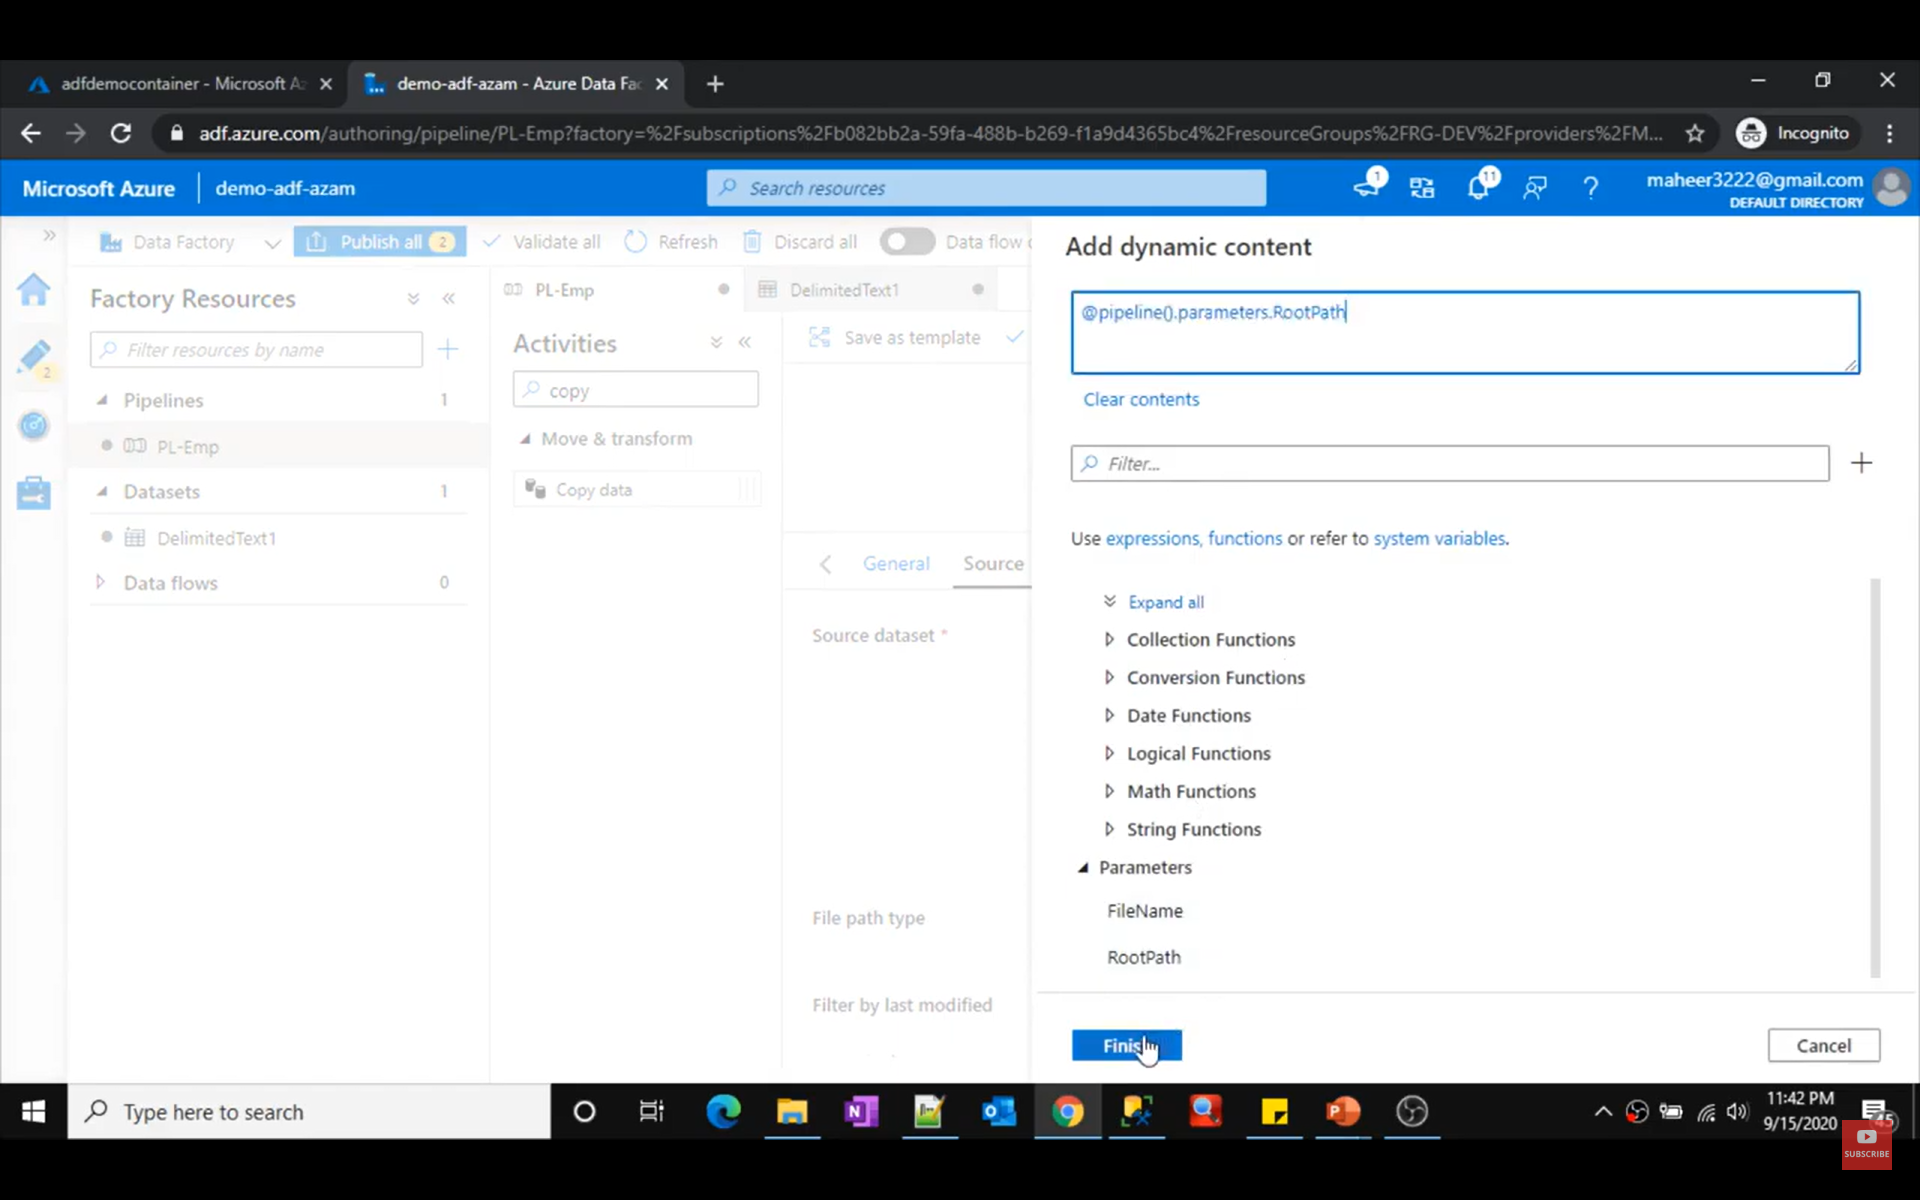 adfdemocontainer - Microsoft Az
demo-adf-azam - Azure Data Fac
adf.azure.com/authoring/pipeline/PL-Emp?factory=%2Fsubscriptions%2Fb082bb2a-59fa-488b-b269-f1a9d4365bc4%2FresourceGroups%2FRG-DEV%2Fproviders%2FM...
Incognito
Microsoft Azure
demo-adf-azam
Search resources
1
11
maheer3222@gmail.com
DEFAULT DIRECTORY
Data Factory
Publish all 2
Validate all
Refresh
Discard all
Data flow
Factory Resources
Filter resources by name
2
Pipelines 1
PL-Emp
Datasets 1
DelimitedText1
Data flows 0
PL-Emp
DelimitedText1
Activities
copy
Move & transform
Copy data
Save as template
General
Source
Source dataset *
File path type
Filter by last modified
Add dynamic content
@pipeline().parameters.RootPath
Clear contents
Filter...
Use expressions, functions or refer to system variables.
Expand all
Collection Functions
Conversion Functions
Date Functions
Logical Functions
Math Functions
String Functions
Parameters
FileName
RootPath
Cancel
Type here to search
11:42 PM
9/15/2020
45
SUBSCRIBE